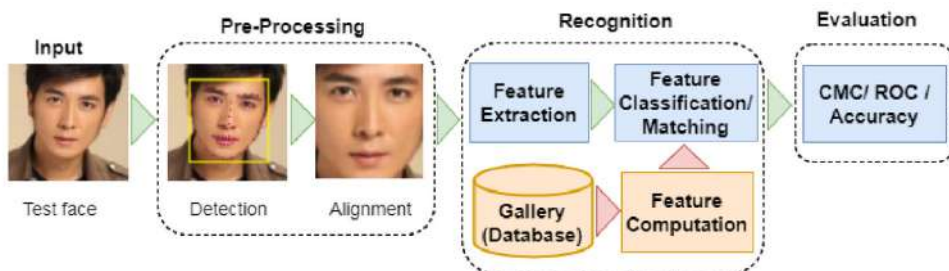 Input
Pre-Processing
Recognition
Evaluation
Test face
Detection
Alignment
Feature
Extraction
Feature
Classification/
Matching
Gallery
(Database)
Feature
Computation
CMC/ ROC /
Accuracy